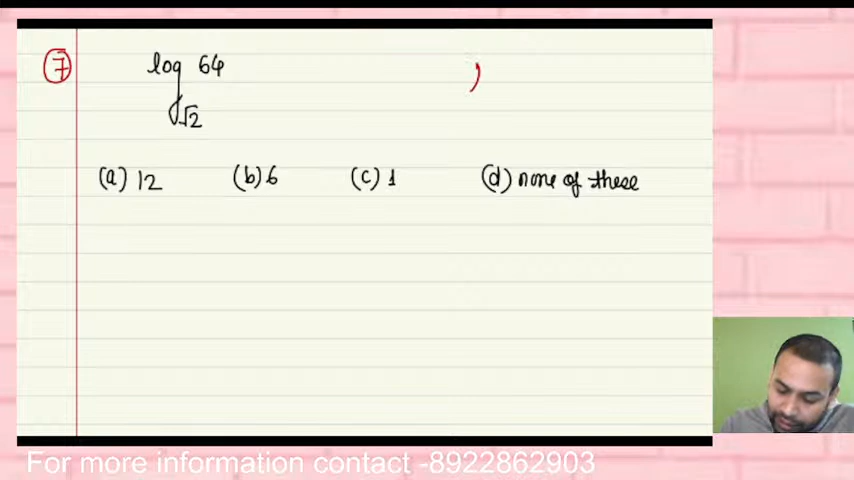 7 log 64
√2
(a) 12 (b) 6 (c) 1 (d) none of these
For more information contact -8922862903